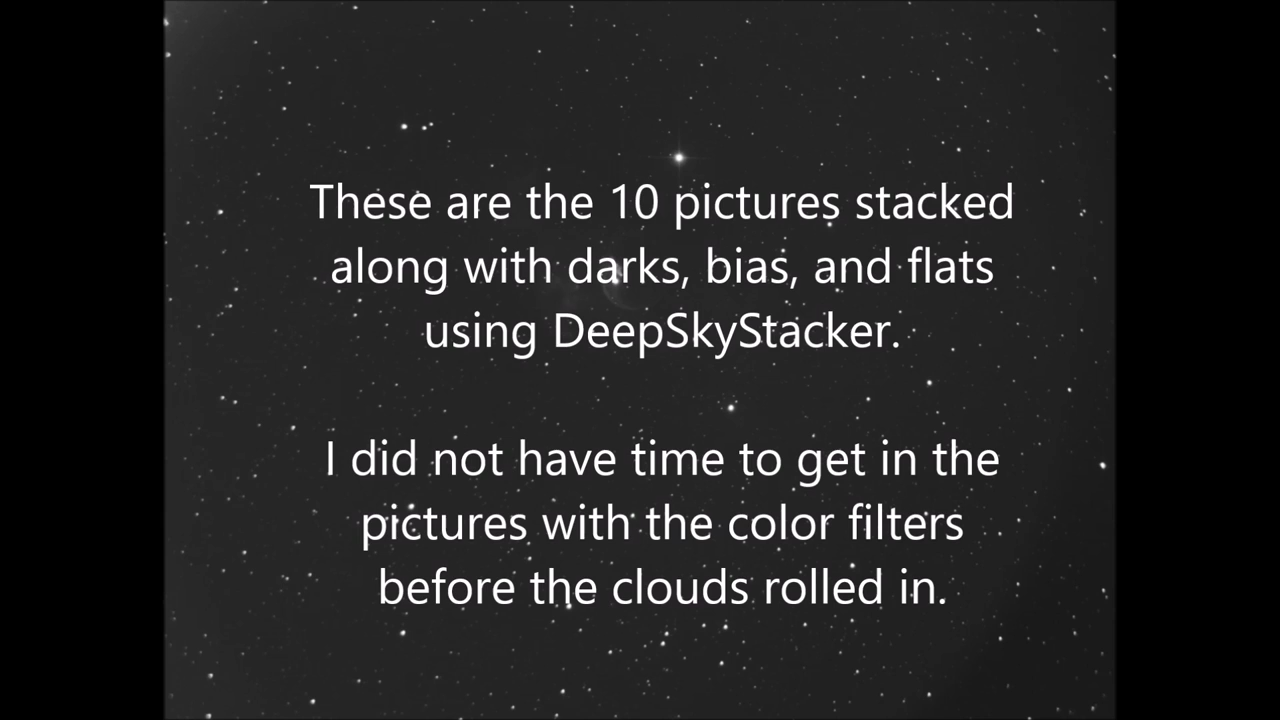 These are the 10 pictures stacked
along with darks, bias, and flats
using DeepSkyStacker.
I did not have time to get in the
pictures with the color filters
before the clouds rolled in.